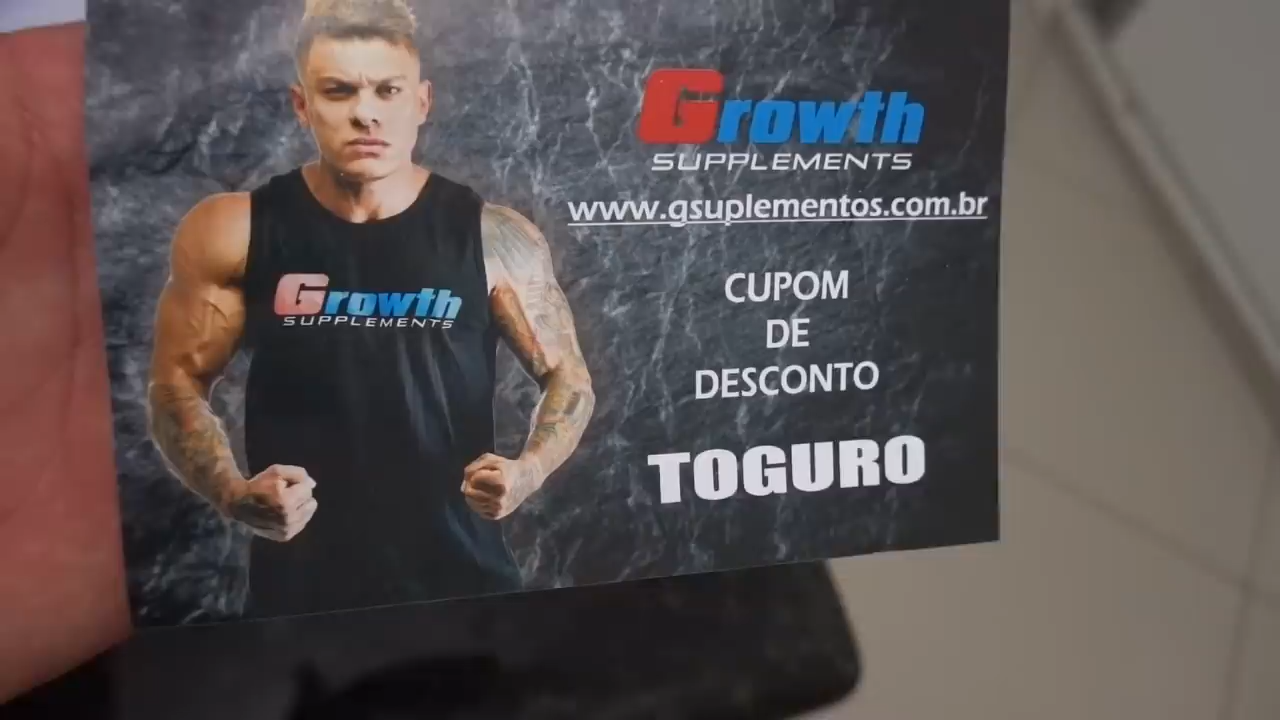 Growth
SUPPLEMENTS
www.gsuplementos.com.br
CUPOM
DE
DESCONTO
TOGURO
Growth
SUPPLEMENTS